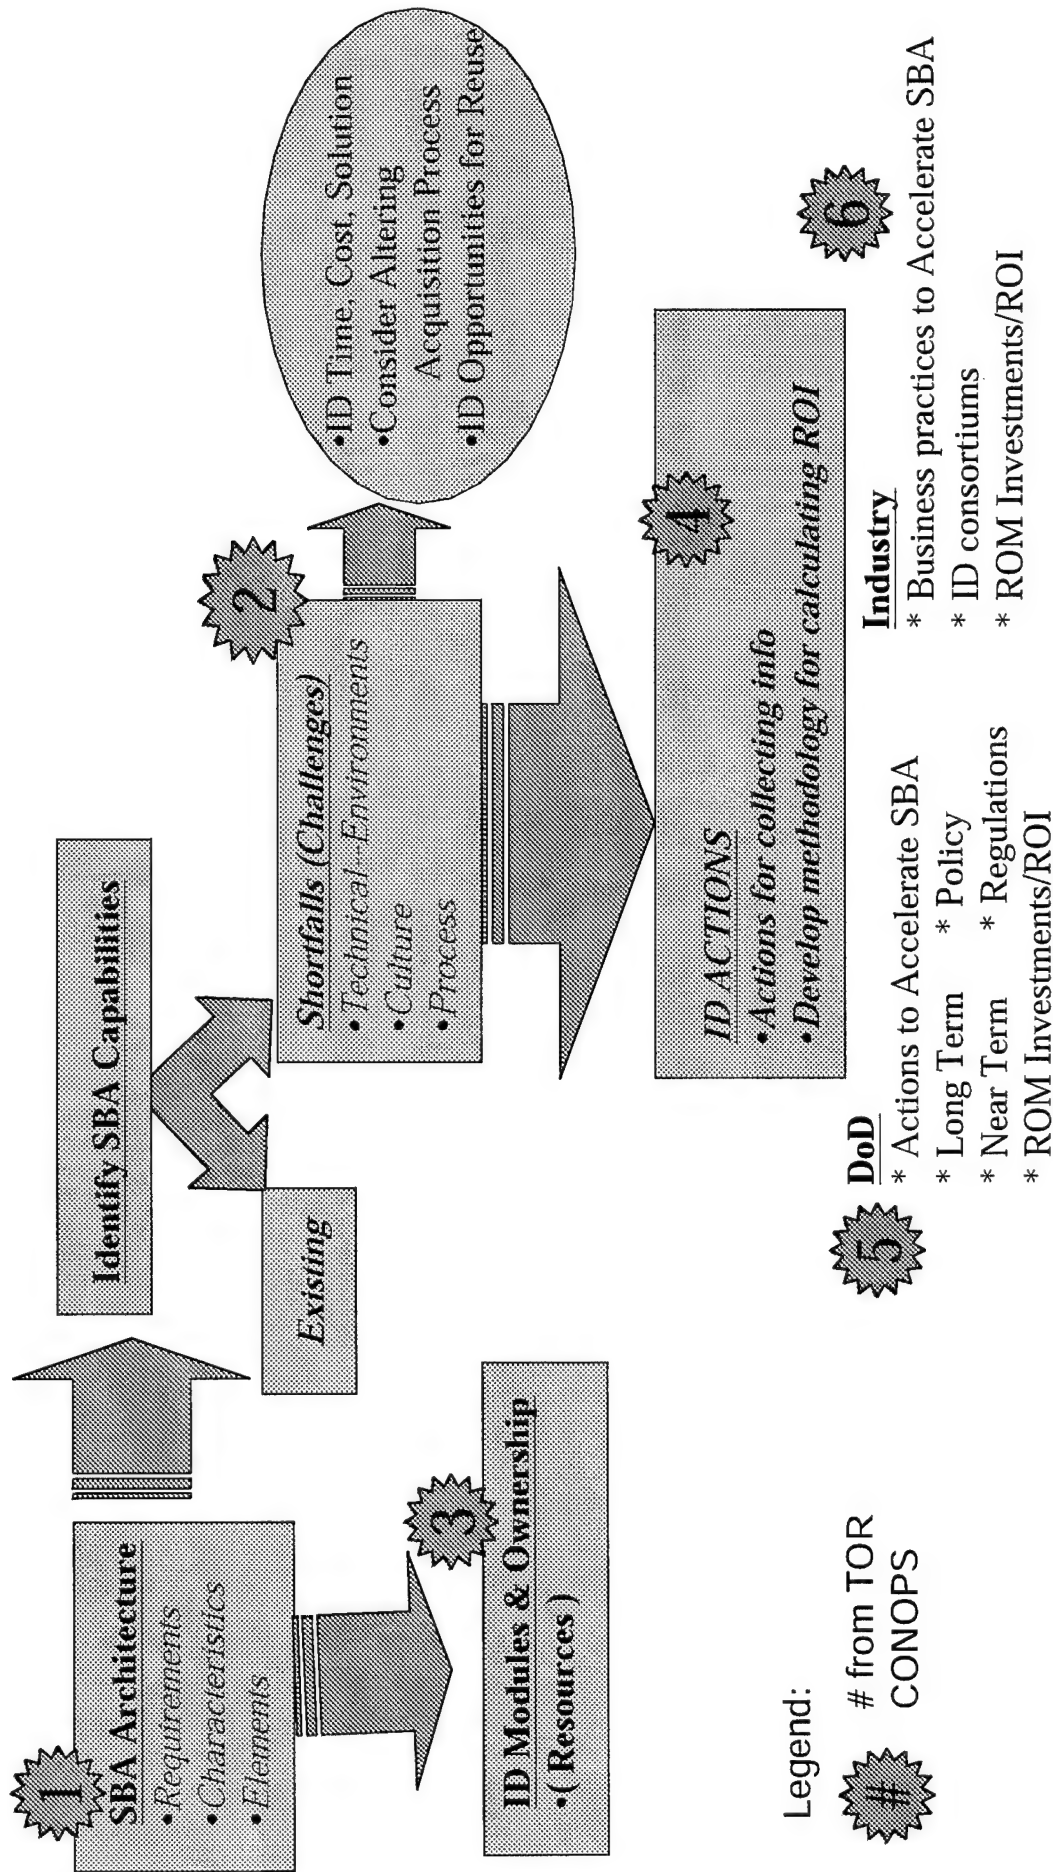 1
SBA Architecture
•Requirements
•Characteristics
•Elements
Identify SBA Capabilities
Existing
2
Shortfalls (Challenges)
•Technical-Environments
•Culture
•Process
•ID Time, Cost, Solution
•Consider Altering
Acquisition Process
•ID Opportunities for Reuse
3
ID Modules & Ownership
•( Resources )
4
ID ACTIONS
•Actions for collecting info
•Develop methodology for calculating ROI
5
DoD
* Actions to Accelerate SBA
* Long Term * Policy
* Near Term * Regulations
* ROM Investments/ROI
6
Industry
* Business practices to Accelerate SBA
* ID consortiums
* ROM Investments/ROI
Legend:
# # from TOR
CONOPS